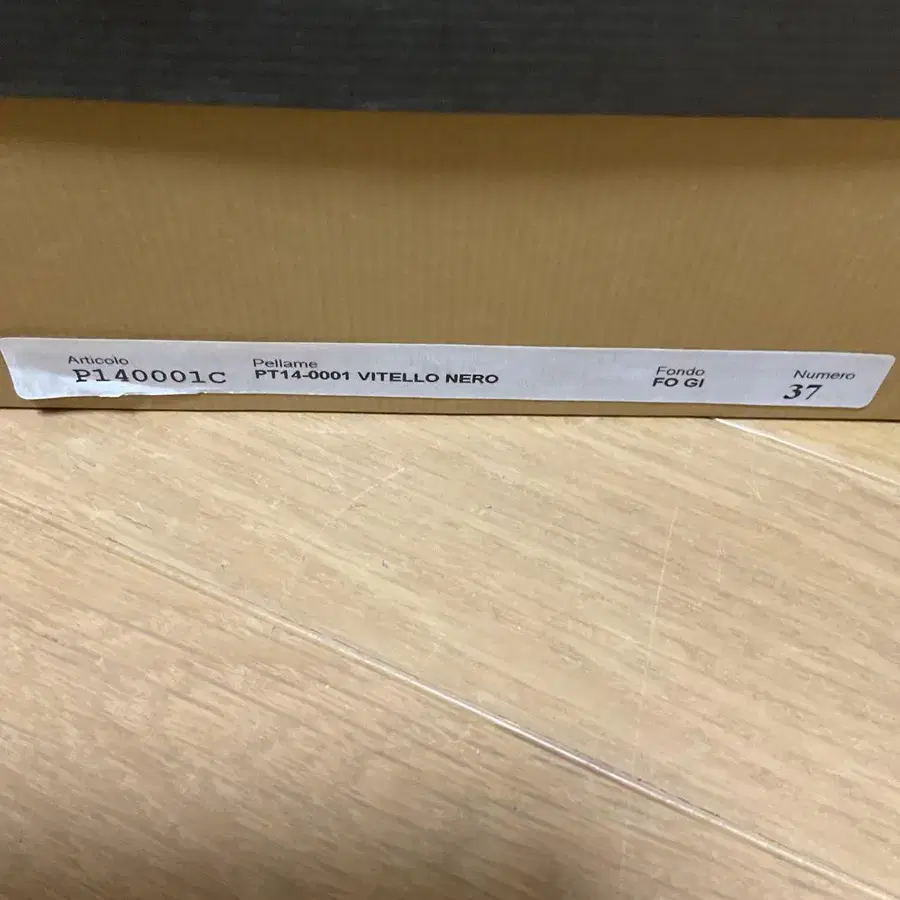 Articolo
P140001C
Pellame
PT14-0001 VITELLO NERO
Fondo
FO GI
Numero
37